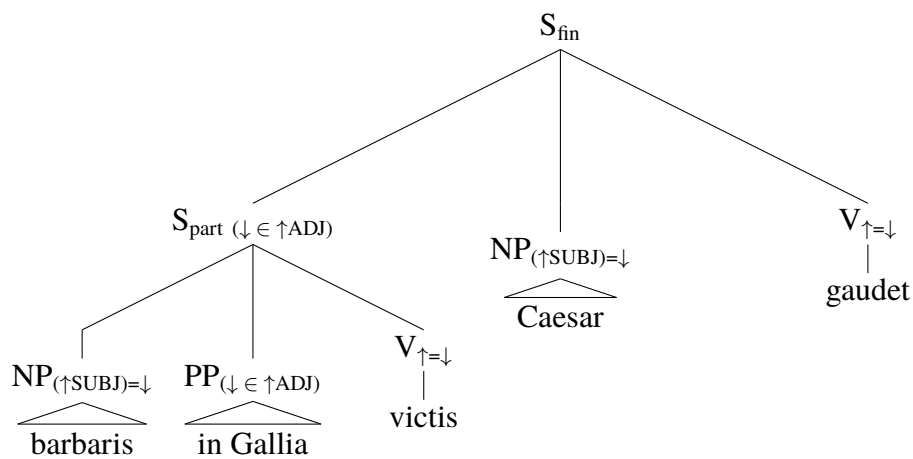 S_fin
S_part (↓ ∈ ↑ADJ)
NP_(↑SUBJ)=↓
V_↑=↓
Caesar
gaudet
NP_(↑SUBJ)=↓
PP_(↓ ∈ ↑ADJ)
V_↑=↓
barbaris
in Gallia
victis